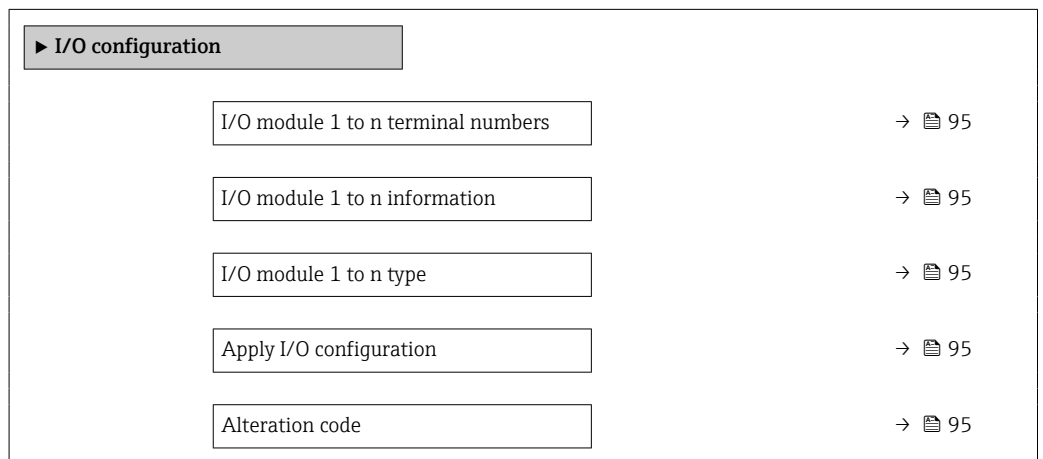 ▶ I/O configuration
I/O module 1 to n terminal numbers → 95
I/O module 1 to n information → 95
I/O module 1 to n type → 95
Apply I/O configuration → 95
Alteration code → 95